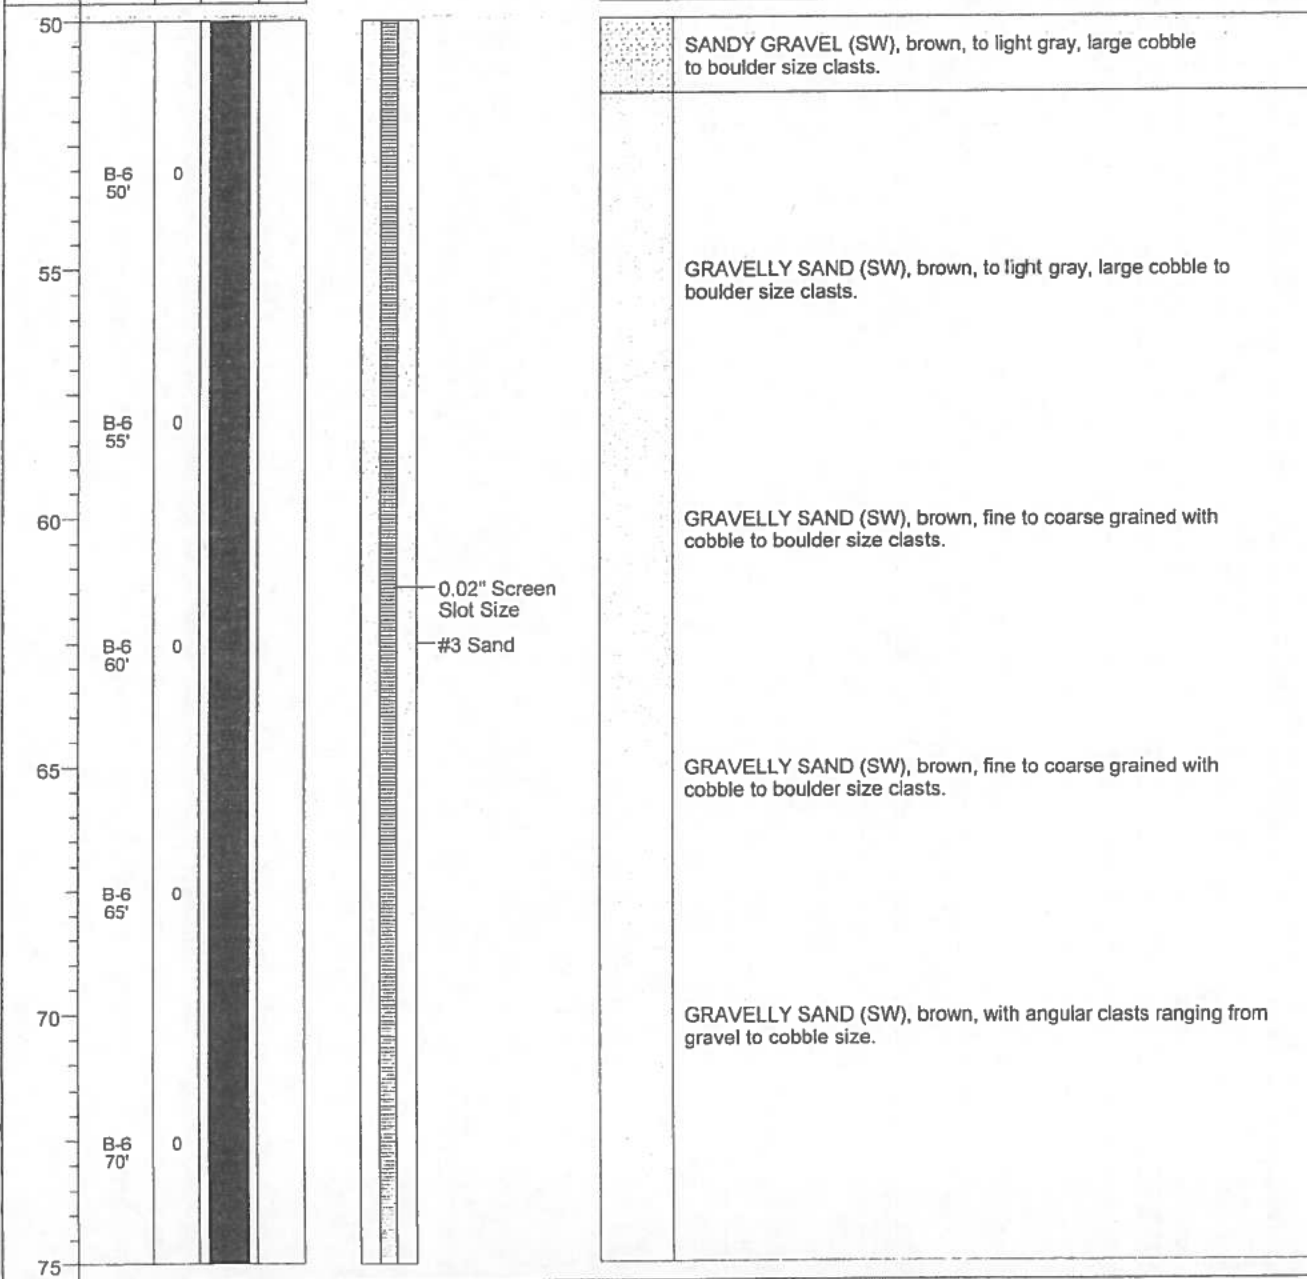 50
SANDY GRAVEL (SW), brown, to light gray, large cobble
to boulder size clasts.
B-6
50'
0
55
GRAVELLY SAND (SW), brown, to light gray, large cobble to
boulder size clasts.
B-6
55'
0
60
GRAVELLY SAND (SW), brown, fine to coarse grained with
cobble to boulder size clasts.
0.02" Screen
Slot Size
#3 Sand
B-6
60'
0
65
GRAVELLY SAND (SW), brown, fine to coarse grained with
cobble to boulder size clasts.
B-6
65'
0
70
GRAVELLY SAND (SW), brown, with angular clasts ranging from
gravel to cobble size.
B-6
70'
0
75